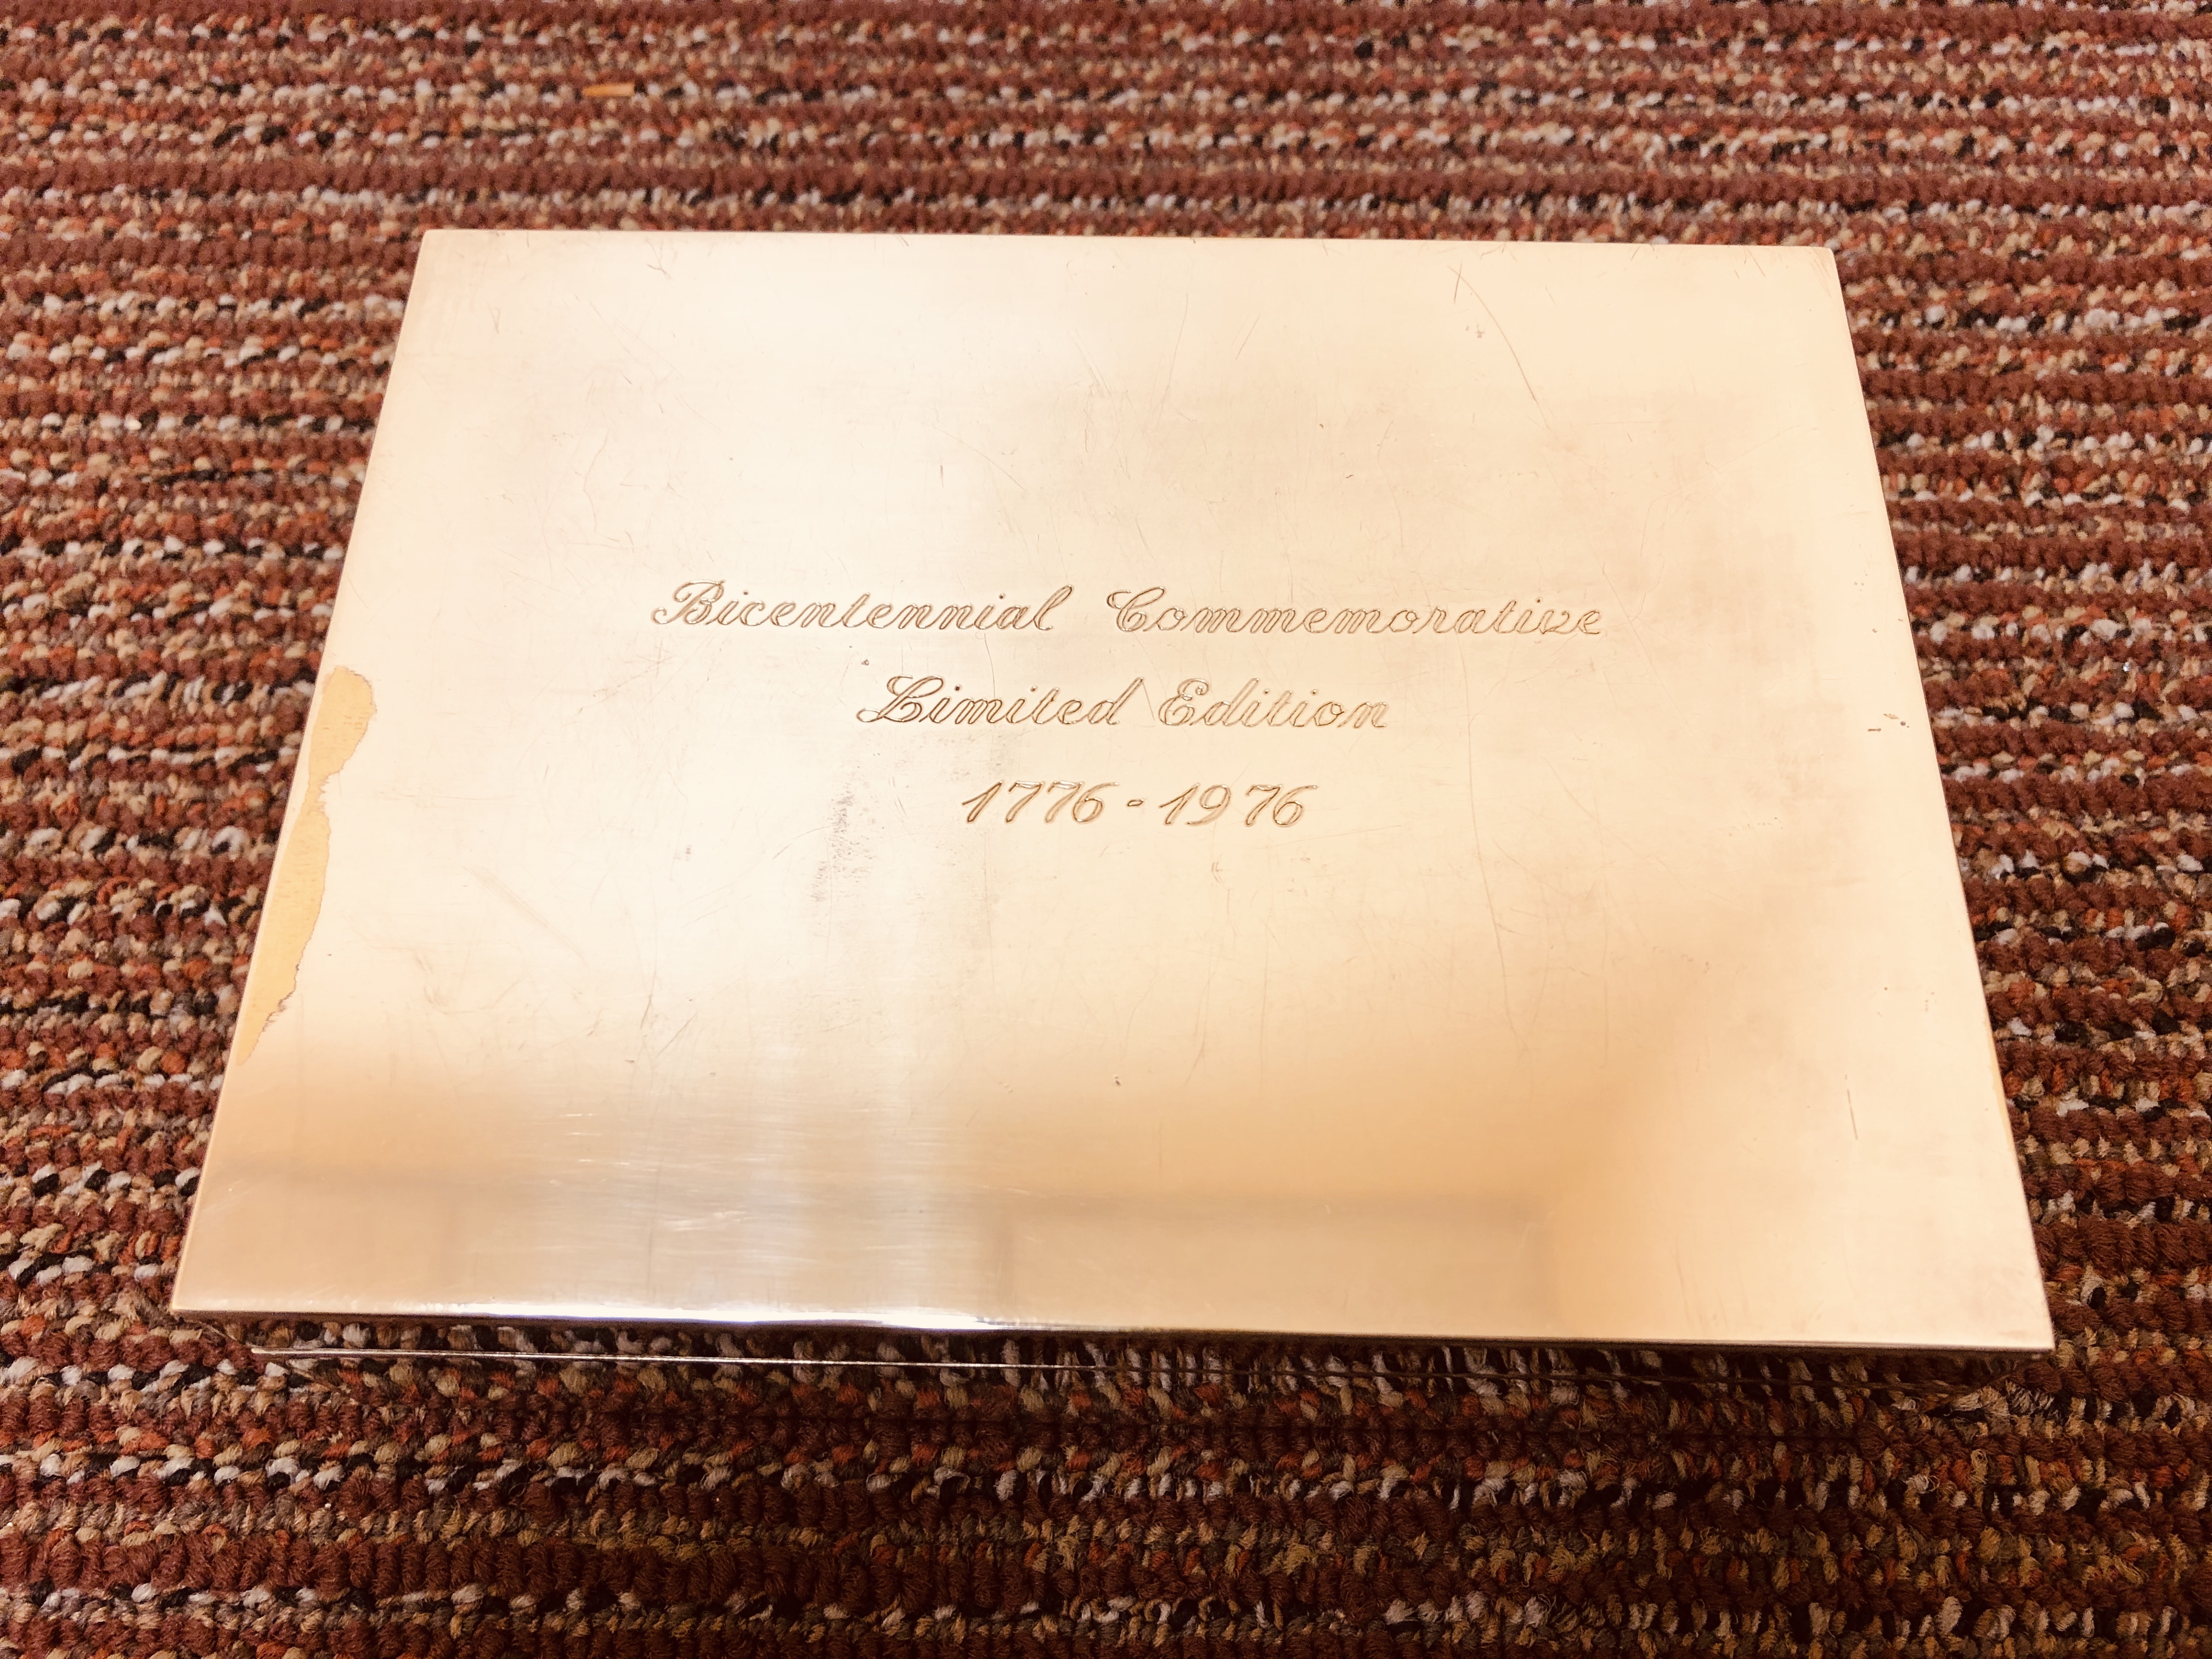 Bicentennial Commemorative
Limited Edition
1776-1976